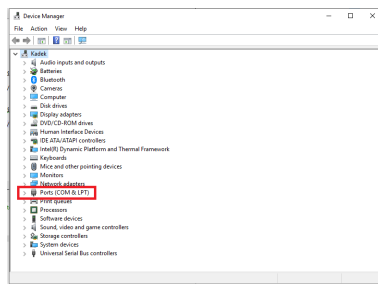 Device Manager
File Action View Help
Kadek
Audio inputs and outputs
Batteries
Bluetooth
Cameras
Computer
Disk drives
Display adapters
DVD/CD-ROM drives
Human Interface Devices
IDE ATA/ATAPI controllers
Intel(R) Dynamic Platform and Thermal Framework
Keyboards
Mice and other pointing devices
Monitors
Network adapters
Ports (COM & LPT)
Print queues
Processors
Software devices
Sound, video and game controllers
Storage controllers
System devices
Universal Serial Bus controllers